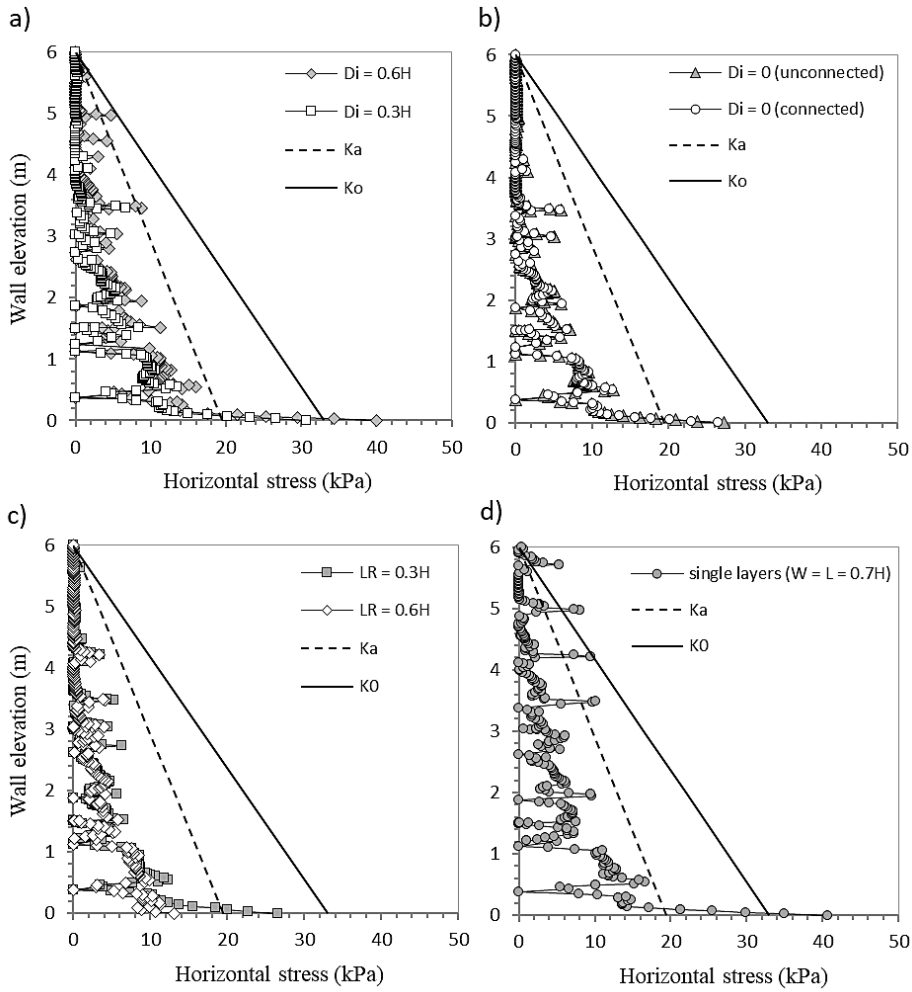 a)
6
5
4
3
2
1
0
Wall elevation (m)
Di = 0.6H
Di = 0.3H
Ka
Ko
0 10 20 30 40 50
Horizontal stress (kPa)
b)
6
5
4
3
2
1
0
Di = 0 (unconnected)
Di = 0 (connected)
Ka
Ko
0 10 20 30 40 50
Horizontal stress (kPa)
c)
6
5
4
3
2
1
0
Wall elevation (m)
LR = 0.3H
LR = 0.6H
Ka
K0
0 10 20 30 40 50
Horizontal stress (kPa)
d)
6
5
4
3
2
1
0
single layers (W = L = 0.7H)
Ka
K0
0 10 20 30 40 50
Horizontal stress (kPa)